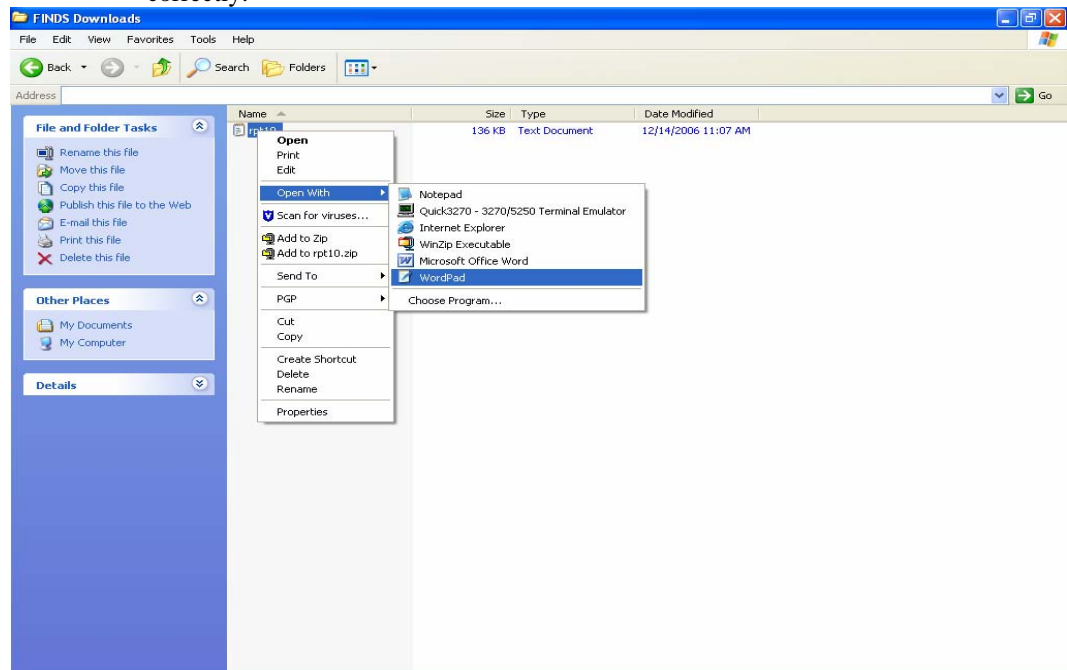 correctly.
FINDS Downloads
File Edit View Favorites Tools Help
Back Search Folders
Address Go
Name Size Type Date Modified
rpt10 136 KB Text Document 12/14/2006 11:07 AM
File and Folder Tasks
Rename this file
Move this file
Copy this file
Publish this file to the Web
E-mail this file
Print this file
Delete this file
Other Places
My Documents
My Computer
Details
Open
Print
Edit
Open With
Scan for viruses...
Add to Zip
Add to rpt10.zip
Send To
PGP
Cut
Copy
Create Shortcut
Delete
Rename
Properties
Notepad
Quick3270 - 3270/5250 Terminal Emulator
Internet Explorer
WinZip Executable
Microsoft Office Word
WordPad
Choose Program...